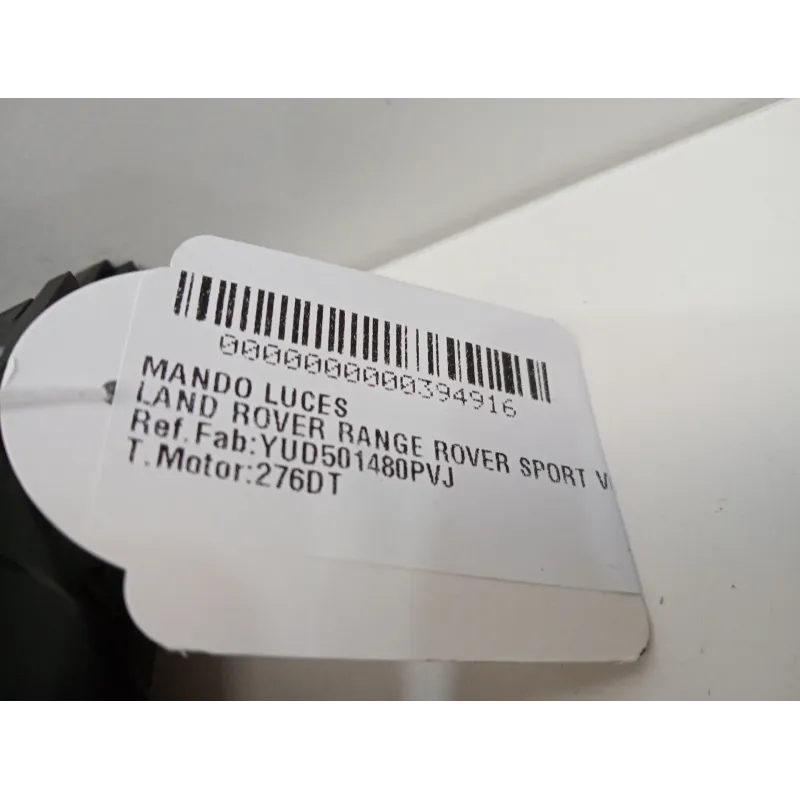 0000000000394916
MANDO LUCES
LAND ROVER RANGE ROVER SPORT V
Ref.Fab:YUD501480PVJ
T.Motor:276DT